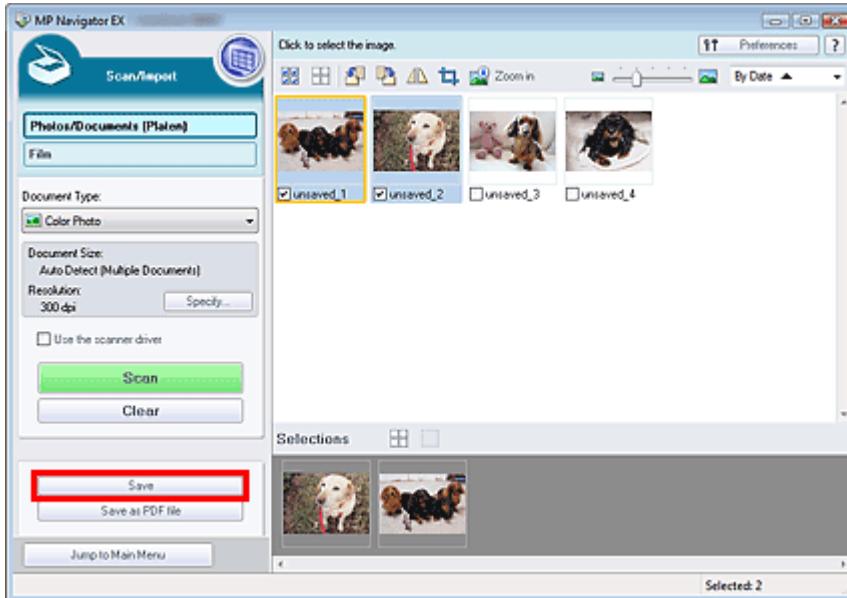 MP Navigator EX
Scan/Import
Photos/Documents (Platen)
Film
Document Type:
Color Photo
Document Size:
Auto Detect (Multiple Documents)
Resolution:
300 dpi
Specify...
Use the scanner driver
Scan
Clear
Save
Save as PDF file
Jump to Main Menu
Click to select the image.
Preferences
?
Zoom in
By Date
unsaved_1
unsaved_2
unsaved_3
unsaved_4
Selections
Selected: 2